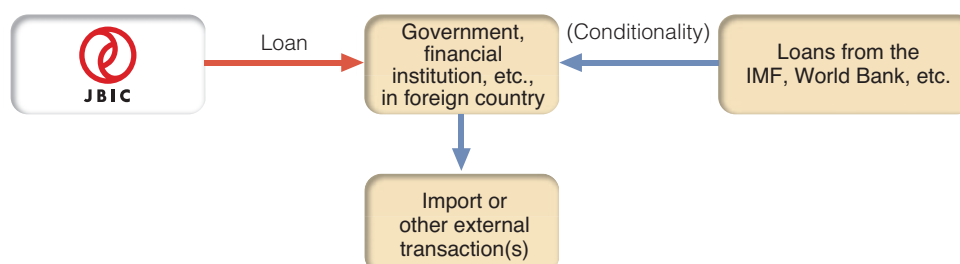 JBIC
Loan
Government,
financial
institution, etc.,
in foreign country
(Conditionality)
Loans from the
IMF, World Bank, etc.
Import or
other external
transaction(s)